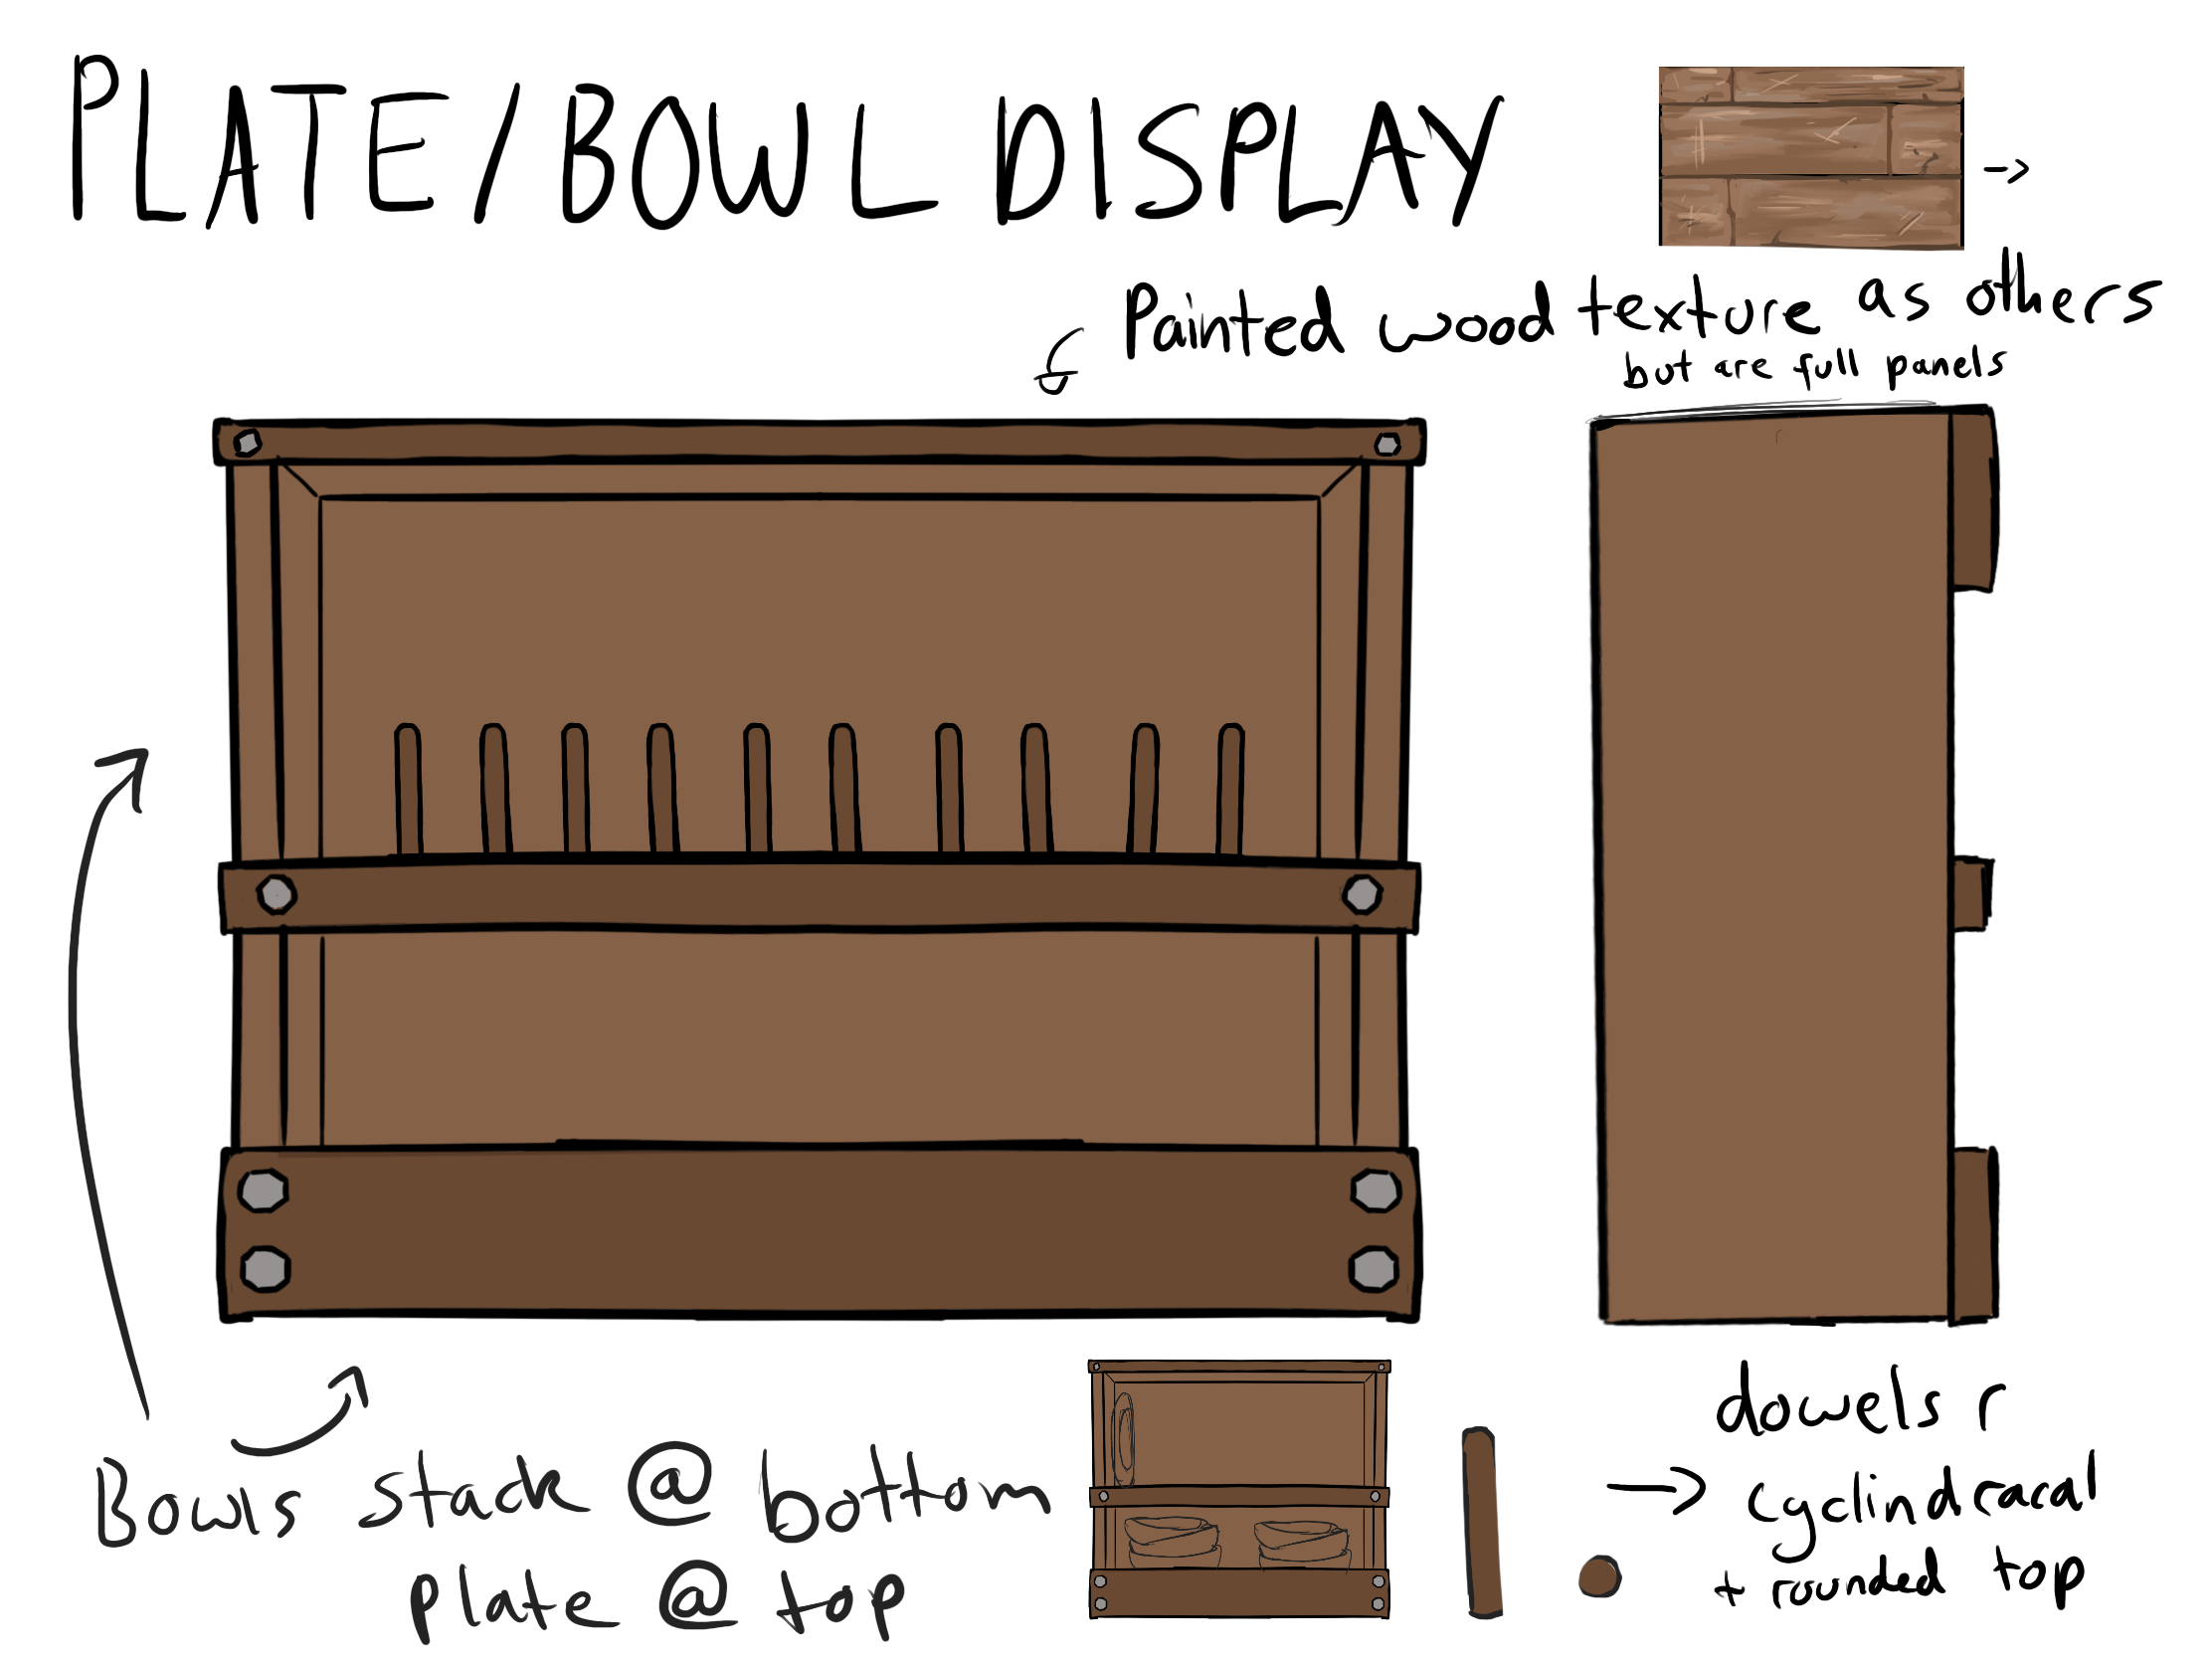 PLATE/BOWL DISPLAY
Painted wood texture as others
but are full panels
Bowls stack @ bottom
plate @ top
dowels r
cyclindracal
+ rounded top